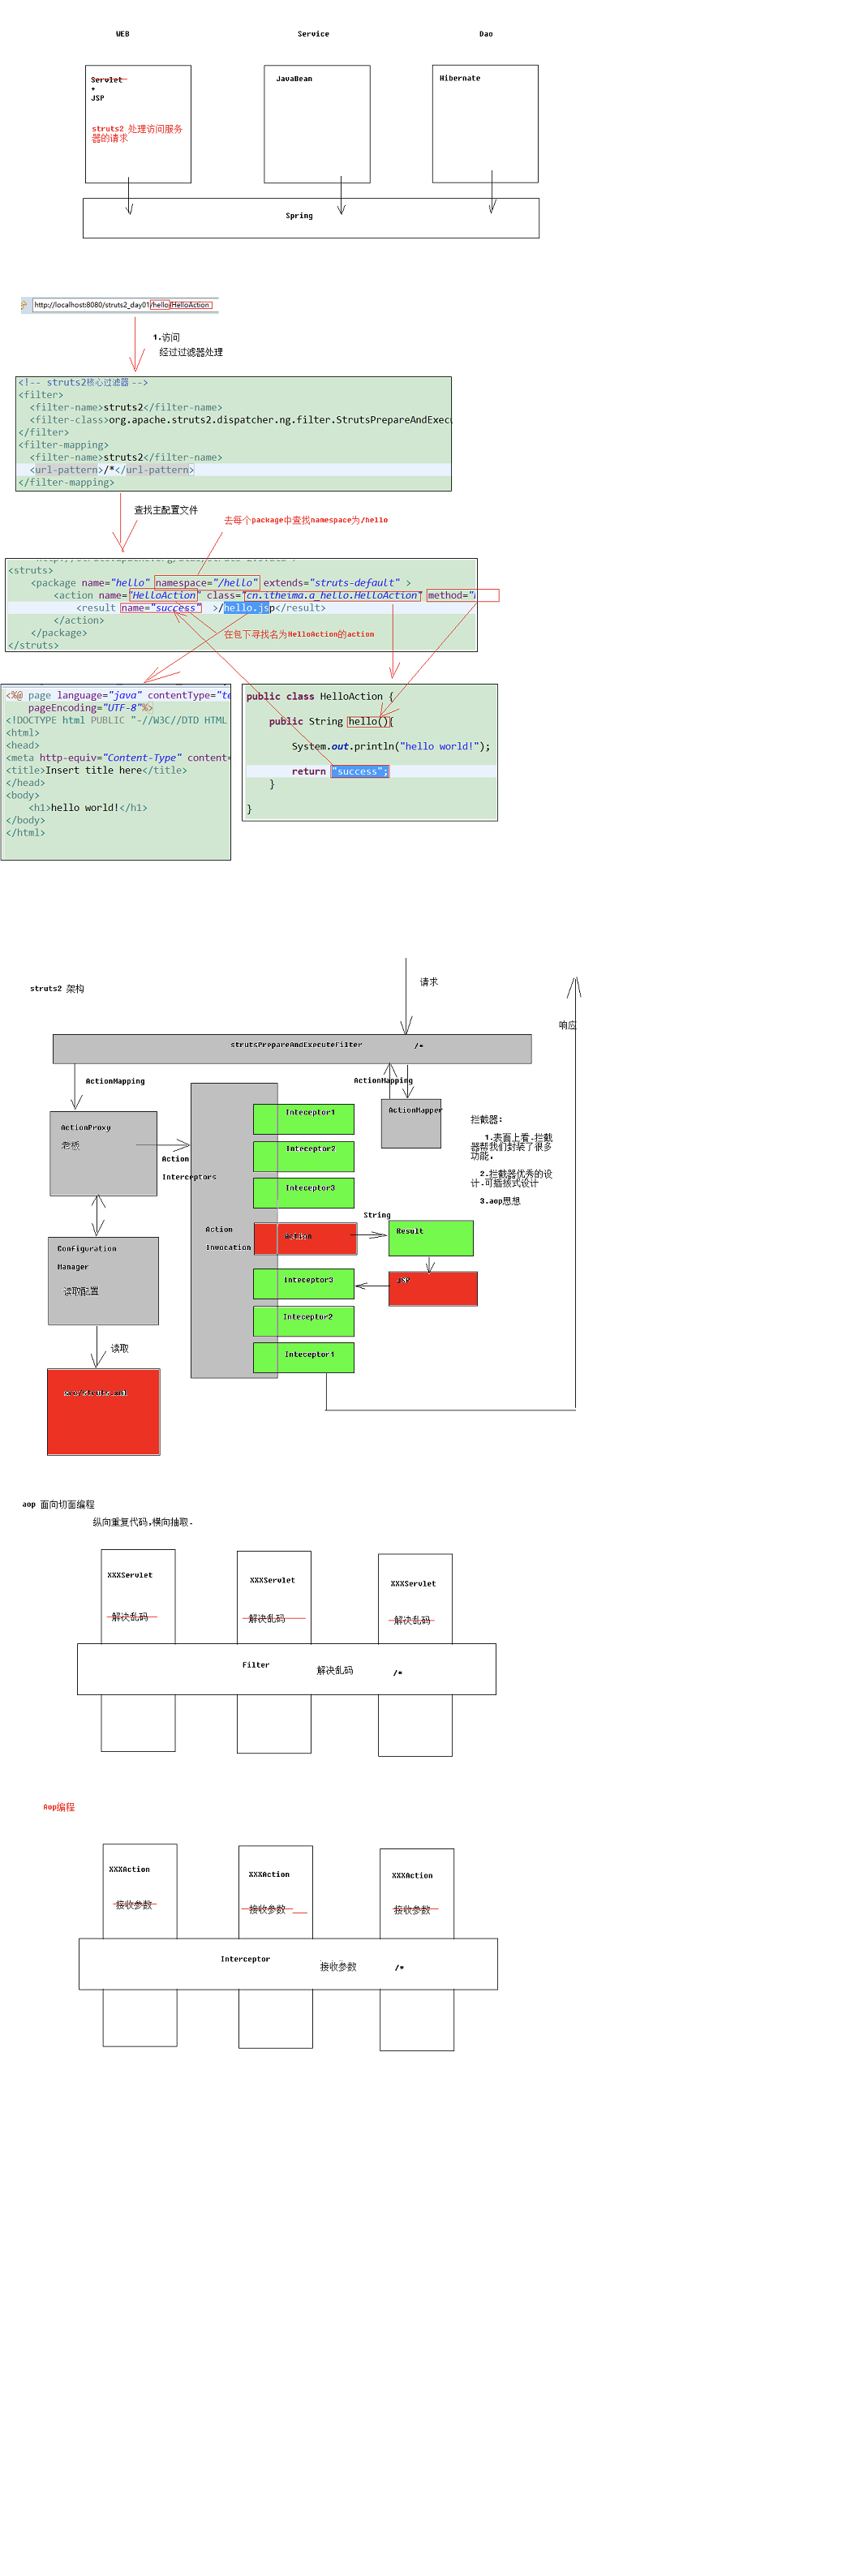 WEB
Service
Dao
Servlet
+
JSP
struts2 处理访问服务
器的请求
JavaBean
Hibernate
Spring
http://localhost:8080/struts2_day01/hello/HelloAction
1.访问
经过过滤器处理
<!-- struts2核心过滤器 -->
<filter>
<filter-name>struts2</filter-name>
<filter-class>org.apache.struts2.dispatcher.ng.filter.StrutsPrepareAndExecu
</filter>
<filter-mapping>
<filter-name>struts2</filter-name>
<url-pattern>/*</url-pattern>
</filter-mapping>
查找主配置文件
去每个package中查找namespace为/hello
<struts>
<package name="hello" namespace="/hello" extends="struts-default" >
<action name="HelloAction" class="cn.itheima.a_hello.HelloAction" method="
<result name="success" >/hello.jsp</result>
</action>
在包下寻找名为HelloAction的action
</package>
</struts>
<%@ page language="java" contentType="te
pageEncoding="UTF-8"%>
<!DOCTYPE html PUBLIC "-//W3C//DTD HTML
<html>
<head>
<meta http-equiv="Content-Type" content=
<title>Insert title here</title>
</head>
<body>
<h1>hello world!</h1>
</body>
</html>
public class HelloAction {
public String hello(){
System.out.println("hello world!");
return "success";
}
}
struts2 架构
请求
响应
strutsPrepareAndExecuteFilter /*
ActionMapping
ActionMapping
ActionMapper
ActionProxy
老板
Action
Interceptors
Inteceptor1
Inteceptor2
Inteceptor3
拦截器:
1.表面上看.拦截
器帮我们封装了很多
功能.
2.拦截器优秀的设
计.可插拔式设计
3.aop思想
String
Action
Invocation
Action
Result
JSP
Configuration
Manager
读取配置
Inteceptor3
Inteceptor2
Inteceptor1
读取
aop 面向切面编程
纵向重复代码,横向抽取.
XXXServlet
XXXServlet
XXXServlet
解决乱码
解决乱码
解决乱码
Filter
解决乱码
/*
Aop编程
XXXAction
XXXAction
XXXAction
接收参数
接收参数
接收参数
Interceptor
接收参数
/*